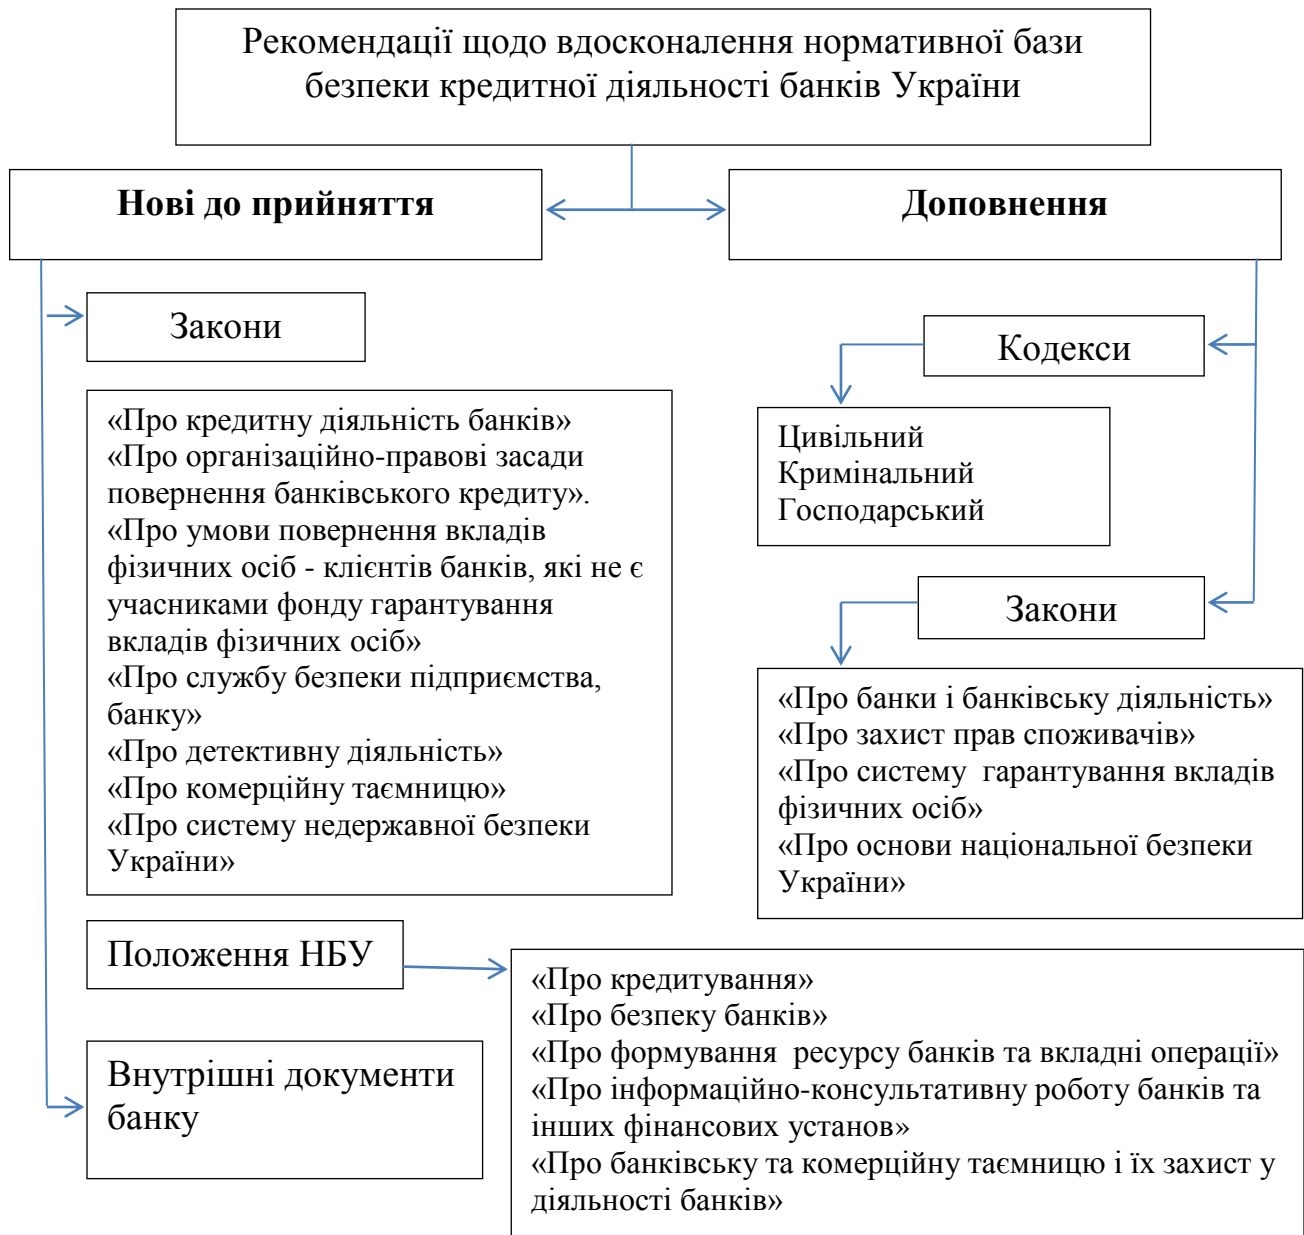 Рекомендації щодо вдосконалення нормативної бази
безпеки кредитної діяльності банків України
Нові до прийняття
Доповнення
Закони
«Про кредитну діяльність банків»
«Про організаційно-правові засади
повернення банківського кредиту».
«Про умови повернення вкладів
фізичних осіб - клієнтів банків, які не є
учасниками фонду гарантування
вкладів фізичних осіб»
«Про службу безпеки підприємства,
банку»
«Про детективну діяльність»
«Про комерційну таємницю»
«Про систему недержавної безпеки
України»
Кодекси
Цивільний
Кримінальний
Господарський
Закони
«Про банки і банківську діяльність»
«Про захист прав споживачів»
«Про систему  гарантування вкладів
фізичних осіб»
«Про основи національної безпеки
України»
Положення НБУ
«Про кредитування»
«Про безпеку банків»
«Про формування  ресурсу банків та вкладні операції»
«Про інформаційно-консультативну роботу банків та
інших фінансових установ»
«Про банківську та комерційну таємницю і їх захист у
діяльності банків»
Внутрішні документи
банку